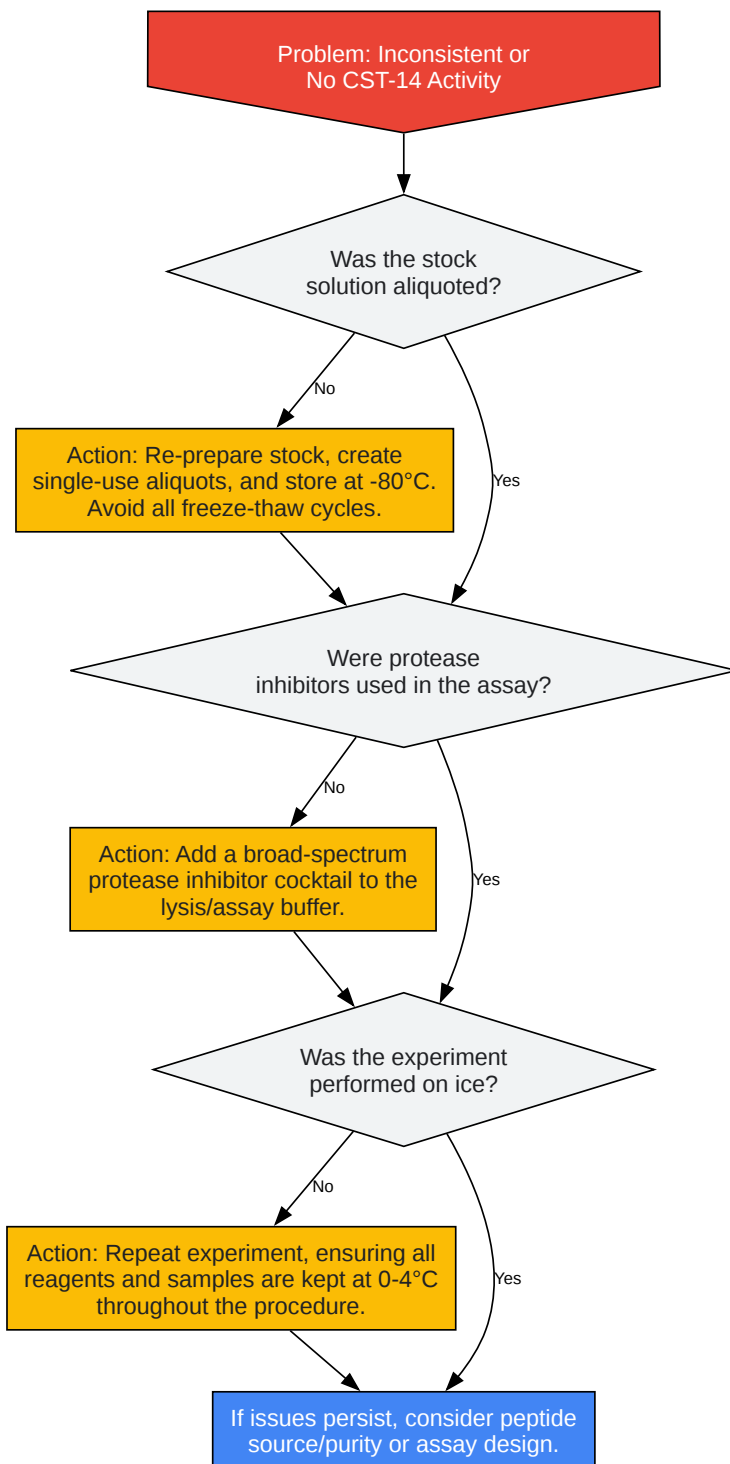 Problem: Inconsistent or
No CST-14 Activity
Was the stock
solution aliquoted?
No
Yes
Action: Re-prepare stock, create
single-use aliquots, and store at -80°C.
Avoid all freeze-thaw cycles.
Were protease
inhibitors used in the assay?
No
Yes
Action: Add a broad-spectrum
protease inhibitor cocktail to the
lysis/assay buffer.
Was the experiment
performed on ice?
No
Yes
Action: Repeat experiment, ensuring all
reagents and samples are kept at 0-4°C
throughout the procedure.
If issues persist, consider peptide
source/purity or assay design.